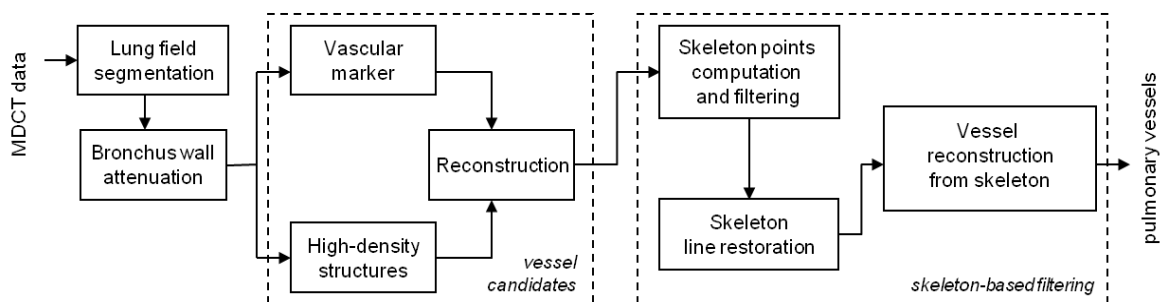 MDCT data
Lung field
segmentation
Bronchus wall
attenuation
Vascular
marker
High-density
structures
Reconstruction
vessel
candidates
Skeleton points
computation
and filtering
Skeleton
line restoration
Vessel
reconstruction
from skeleton
skeleton-based filtering
pulmonary vessels